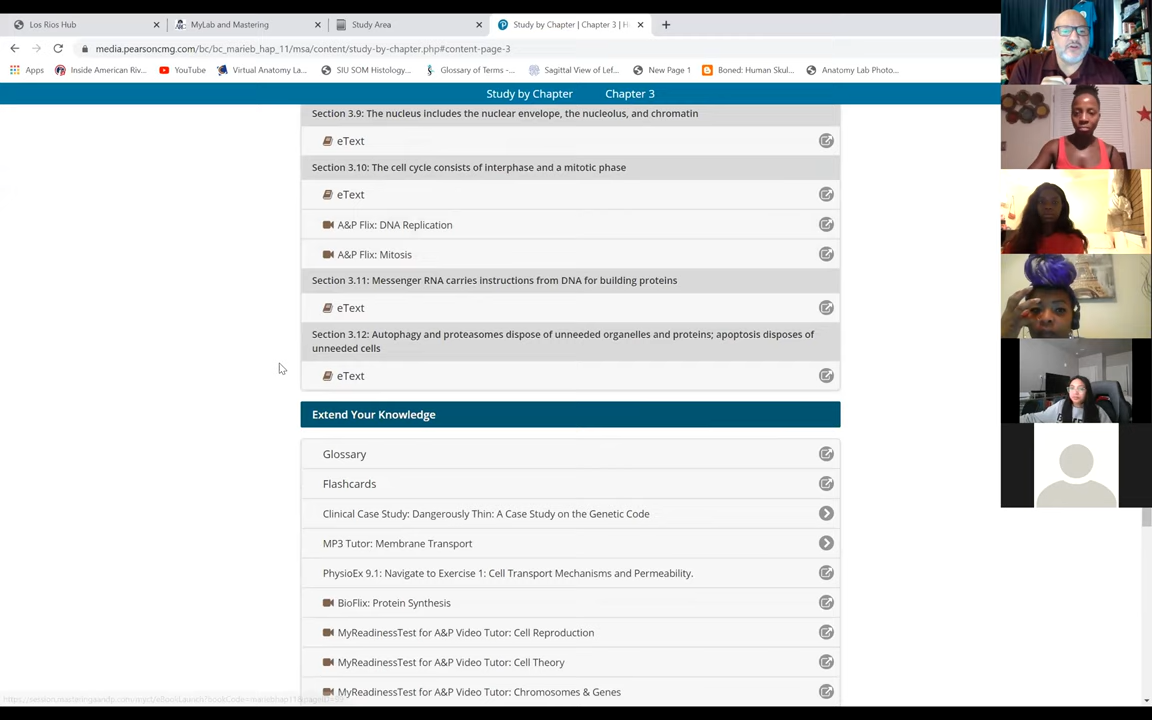 Los Rios Hub
MyLab and Mastering
Study Area
Study by Chapter | Chapter 3 | H
media.pearsoncmg.com/bc/bc_marieb_hap_11/msa/content/study-by-chapter.php#content-page-3
Apps
Inside American Riv...
YouTube
Virtual Anatomy La...
SIU SOM Histology...
Glossary of Terms -...
Sagittal View of Lef...
New Page 1
Boned: Human Skul...
Anatomy Lab Photo...
Study by Chapter
Chapter 3
Section 3.9: The nucleus includes the nuclear envelope, the nucleolus, and chromatin
eText
Section 3.10: The cell cycle consists of interphase and a mitotic phase
eText
A&P Flix: DNA Replication
A&P Flix: Mitosis
Section 3.11: Messenger RNA carries instructions from DNA for building proteins
eText
Section 3.12: Autophagy and proteasomes dispose of unneeded organelles and proteins; apoptosis disposes of
unneeded cells
eText
Extend Your Knowledge
Glossary
Flashcards
Clinical Case Study: Dangerously Thin: A Case Study on the Genetic Code
MP3 Tutor: Membrane Transport
PhysioEx 9.1: Navigate to Exercise 1: Cell Transport Mechanisms and Permeability.
BioFlix: Protein Synthesis
MyReadinessTest for A&P Video Tutor: Cell Reproduction
MyReadinessTest for A&P Video Tutor: Cell Theory
MyReadinessTest for A&P Video Tutor: Chromosomes & Genes